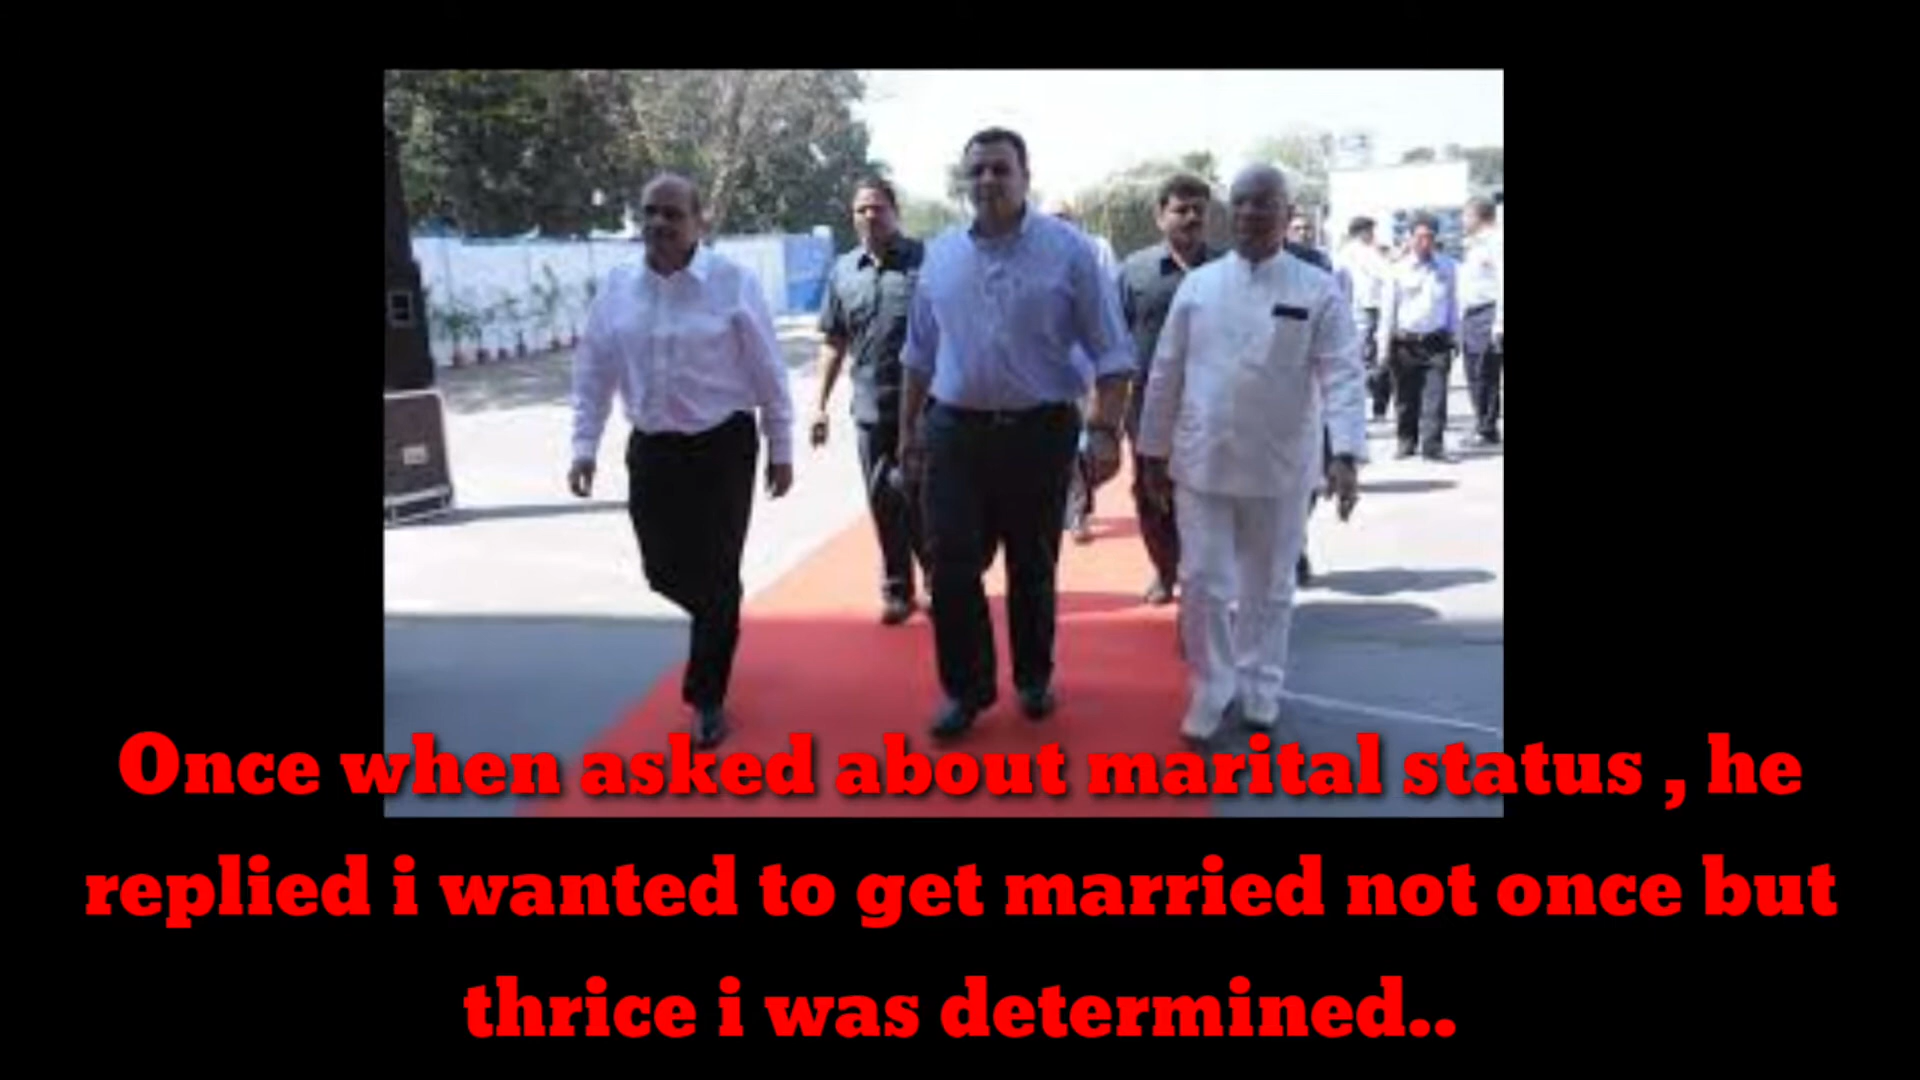 Once when asked about marital status , he
replied i wanted to get married not once but
thrice i was determined..